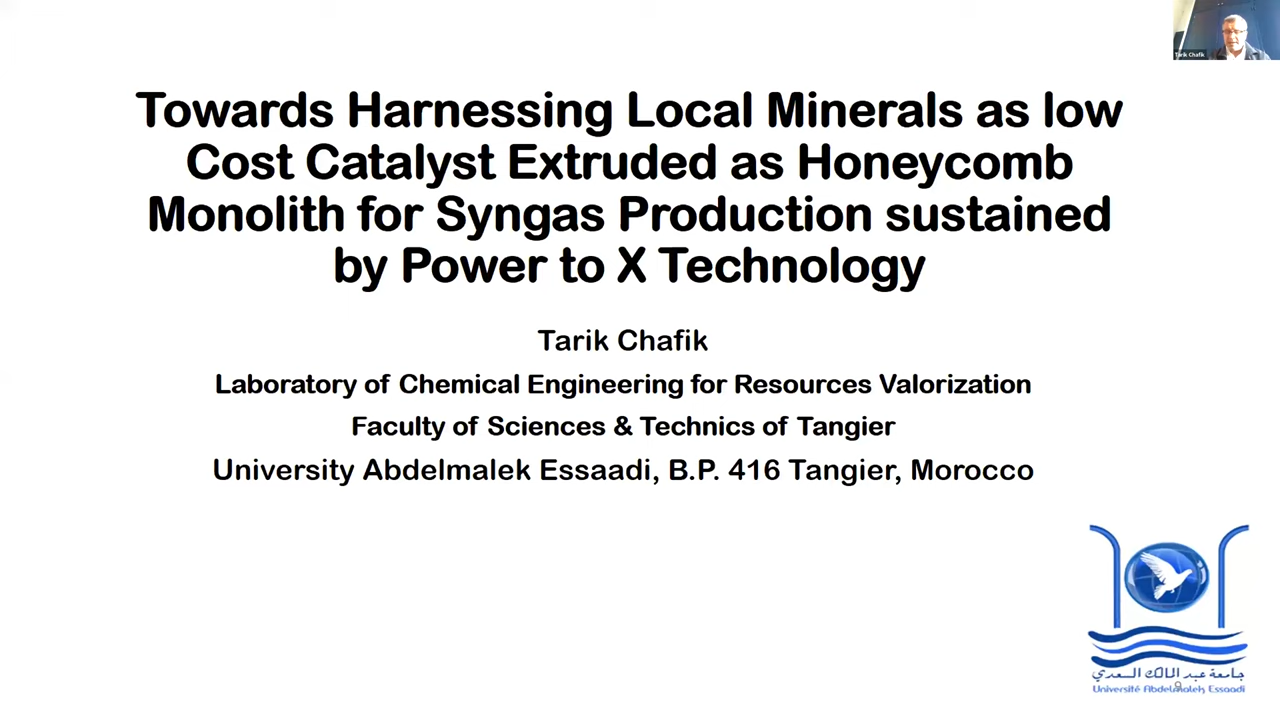 Tarik Chafik
Towards Harnessing Local Minerals as low
Cost Catalyst Extruded as Honeycomb
Monolith for Syngas Production sustained
by Power to X Technology
Tarik Chafik
Laboratory of Chemical Engineering for Resources Valorization
Faculty of Sciences & Technics of Tangier
University Abdelmalek Essaadi, B.P. 416 Tangier, Morocco
جامعة عبد المالك السعدي
Université Abdelmalek Essaadi